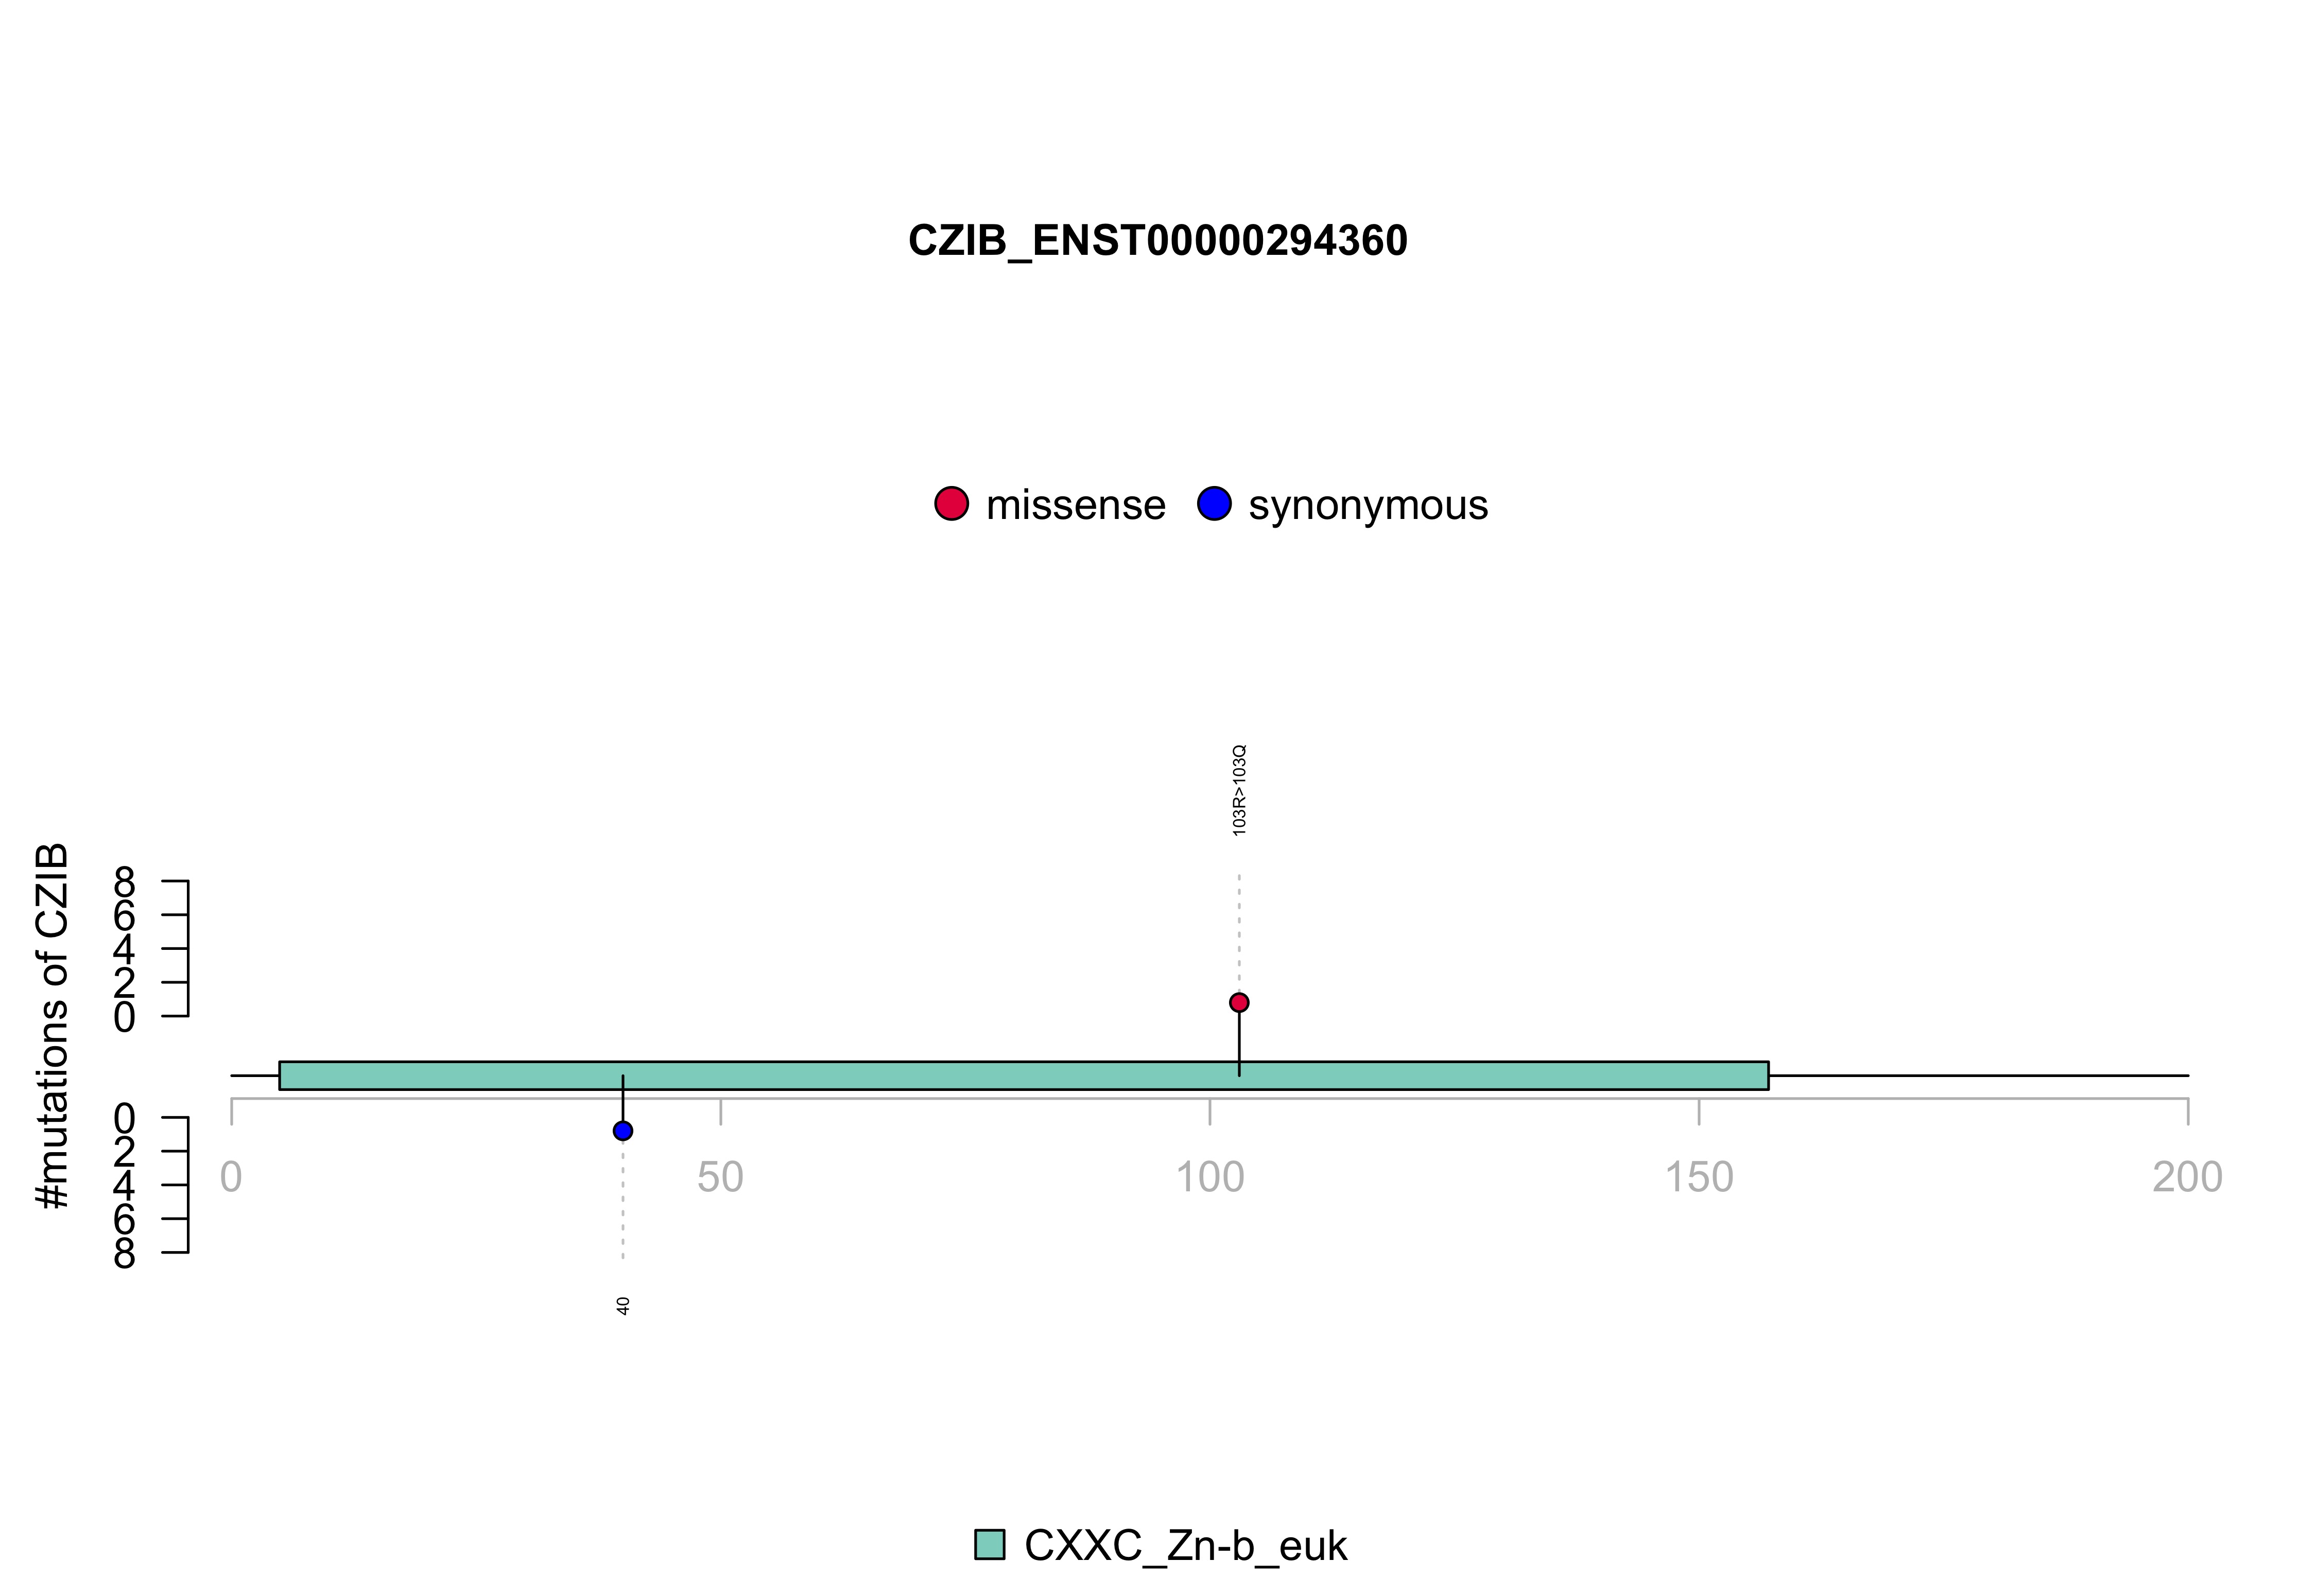 CZIB_ENST00000294360
missense synonymous
103R>103Q
#mutations of CZIB
8
6
4
2
0
0
2
4
6
8
0 50 100 150 200
40
CXXC_Zn-b_euk